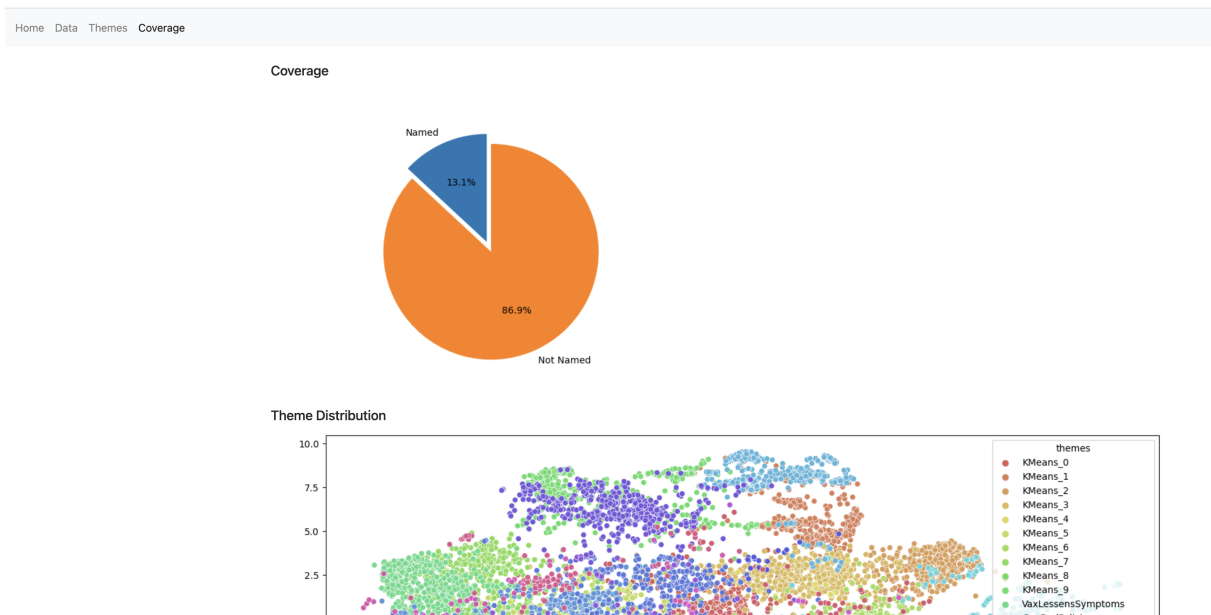 Home Data Themes Coverage
Coverage
Named
13.1%
86.9%
Not Named
Theme Distribution
10.0
7.5
5.0
2.5
themes
KMeans_0
KMeans_1
KMeans_2
KMeans_3
KMeans_4
KMeans_5
KMeans_6
KMeans_7
KMeans_8
KMeans_9
VaxLessensSymptoms